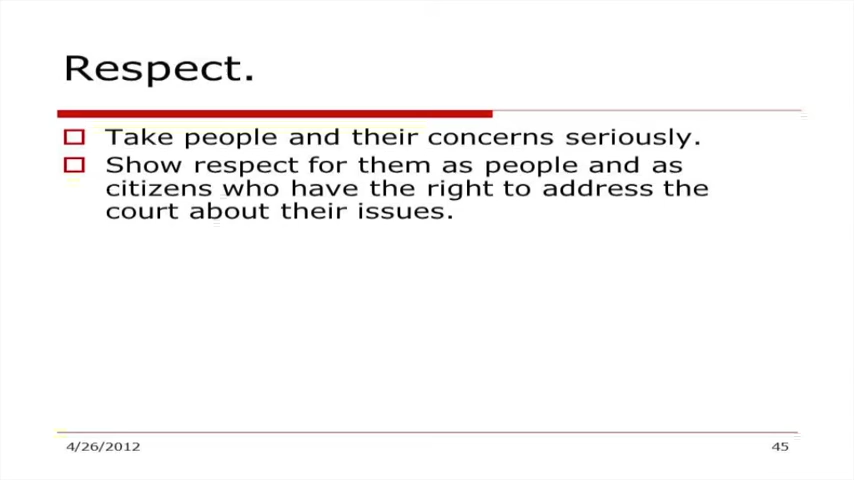 Respect.
Take people and their concerns seriously.
Show respect for them as people and as
citizens who have the right to address the
court about their issues.
4/26/2012
45